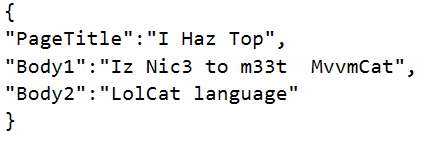 {
"PageTitle":"I Haz Top",
"Body1":"Iz Nic3 to m33t  MvvmCat",
"Body2":"LolCat language"
}